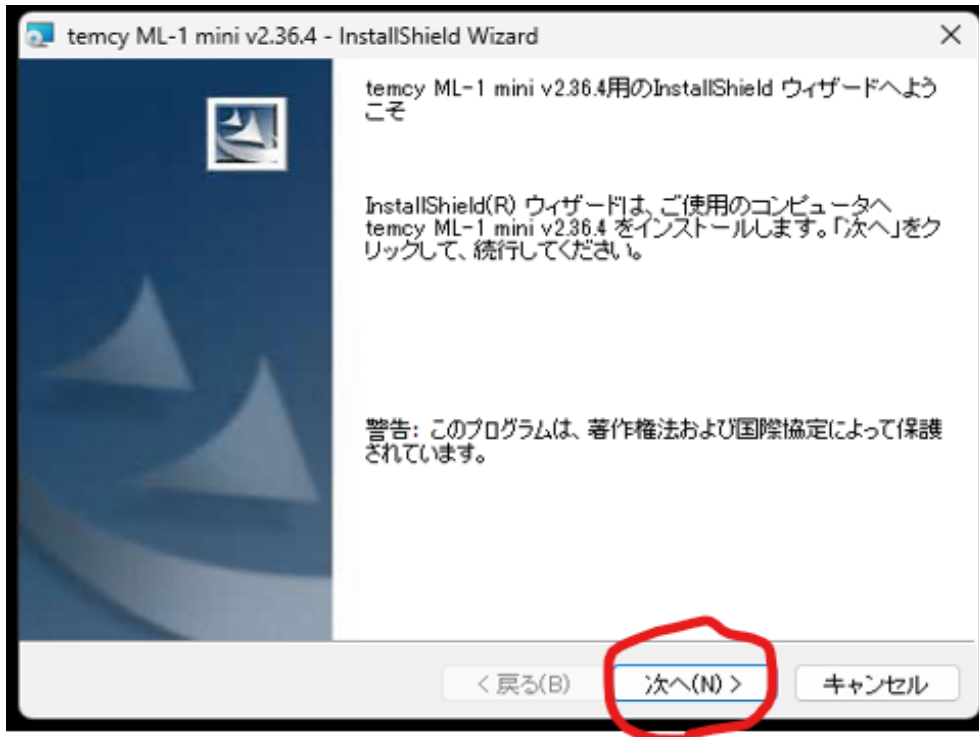 temcy ML-1 mini v2.36.4 - InstallShield Wizard
temcy ML-1 mini v2.36.4用のInstallShield ウィザードへよう
こそ
InstallShield(R) ウィザードは、ご使用のコンピュータへ
temcy ML-1 mini v2.36.4 をインストールします。「次へ」をク
リックして、続行してください。
警告: このプログラムは、著作権法および国際協定によって保護
されています。
< 戻る(B)
次へ(N) >
キャンセル